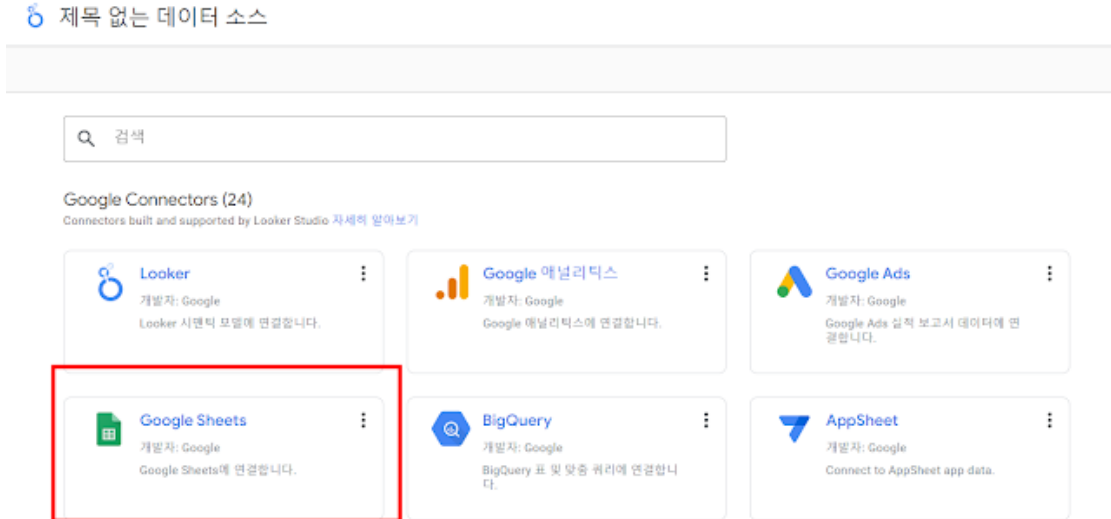 제목 없는 데이터 소스
검색
Google Connectors (24)
Connectors built and supported by Looker Studio 자세히 알아보기
Looker
개발자: Google
Looker 시맨틱 모델에 연결합니다.
Google 애널리틱스
개발자: Google
Google 애널리틱스에 연결합니다.
Google Ads
개발자: Google
Google Ads 실적 보고서 데이터에 연
결합니다.
Google Sheets
개발자: Google
Google Sheets에 연결합니다.
BigQuery
개발자: Google
BigQuery 표 및 맞춤 쿼리에 연결합니
다.
AppSheet
개발자: Google
Connect to AppSheet app data.